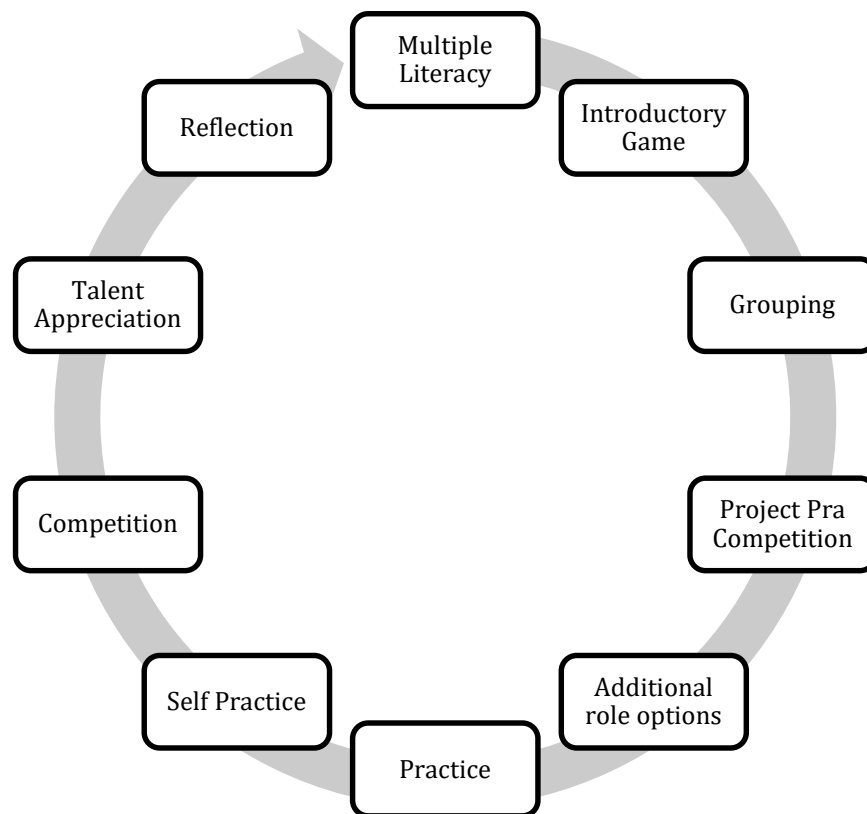 Multiple
Literacy
Introductory
Game
Grouping
Project Pra
Competition
Additional
role options
Practice
Self Practice
Competition
Talent
Appreciation
Reflection